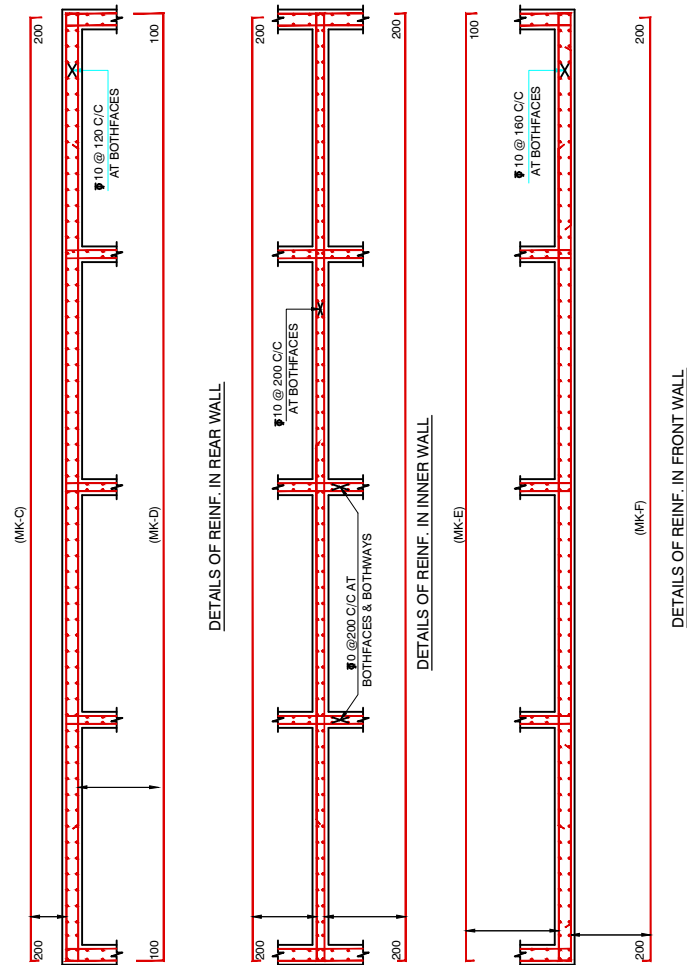 200
(MK-C)
200
Φ10 @ 120 C/C
AT BOTHFACES
100
(MK-D)
100
DETAILS OF REINF. IN REAR WALL
200
200
Φ10 @ 200 C/C
AT BOTHFACES
Φ10 @200 C/C AT
BOTHFACES & BOTHWAYS
200
200
DETAILS OF REINF. IN INNER WALL
(MK-E)
100
Φ10 @ 160 C/C
AT BOTHFACES
200
(MK-F)
200
DETAILS OF REINF. IN FRONT WALL